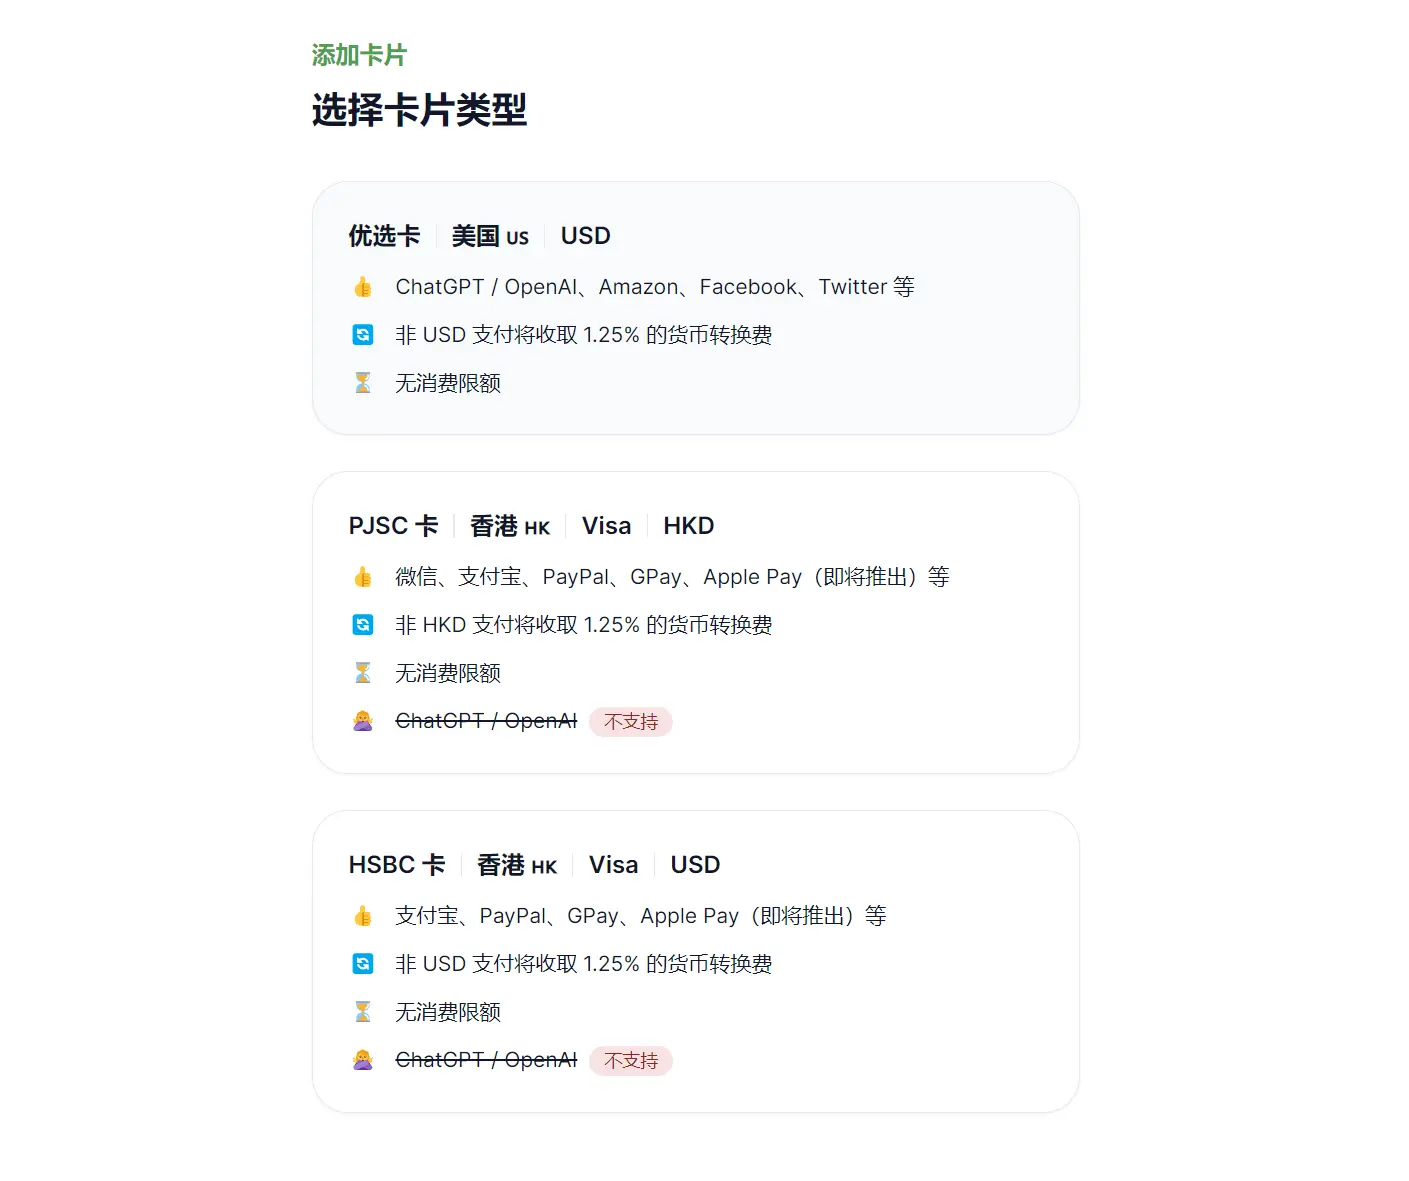 添加卡片
选择卡片类型
优选卡 美国 US USD
ChatGPT / OpenAI、Amazon、Facebook、Twitter 等
非 USD 支付将收取 1.25% 的货币转换费
无消费限额
PJSC 卡 香港 HK Visa HKD
微信、支付宝、PayPal、GPay、Apple Pay（即将推出）等
非 HKD 支付将收取 1.25% 的货币转换费
无消费限额
ChatGPT / OpenAI 不支持
HSBC 卡 香港 HK Visa USD
支付宝、PayPal、GPay、Apple Pay（即将推出）等
非 USD 支付将收取 1.25% 的货币转换费
无消费限额
ChatGPT / OpenAI 不支持